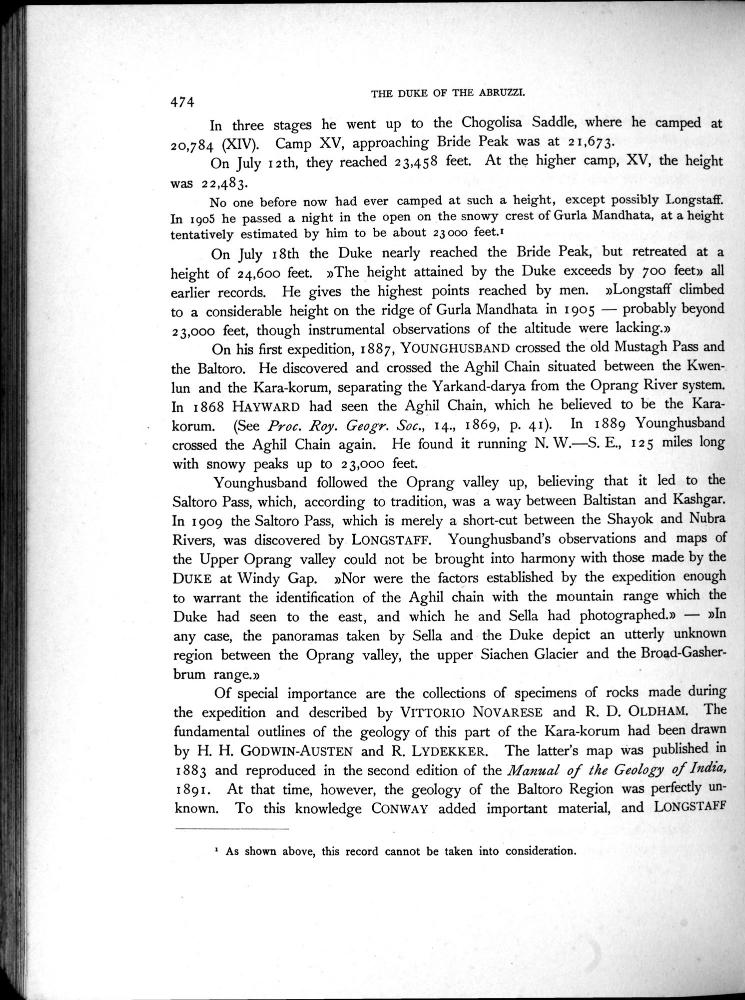 474
THE DUKE OF THE ABRUZZI.
In three stages he went up to the Chogolisa Saddle, where he camped at
20,784 (XIV). Camp XV, approaching Bride Peak was at 21,673.
On July 12th, they reached 23,458 feet. At the higher camp, XV, the height
was 22,483.
No one before now had ever camped at such a height, except possibly Longstaff.
In 1905 he passed a night in the open on the snowy crest of Gurla Mandhata, at a height
tentatively estimated by him to be about 23 000 feet.¹
On July 18th the Duke nearly reached the Bride Peak, but retreated at a
height of 24,600 feet. »The height attained by the Duke exceeds by 700 feet» all
earlier records. He gives the highest points reached by men. »Longstaff climbed
to a considerable height on the ridge of Gurla Mandhata in 1905 — probably beyond
23,000 feet, though instrumental observations of the altitude were lacking.»
On his first expedition, 1887, YOUNGHUSBAND crossed the old Mustagh Pass and
the Baltoro. He discovered and crossed the Aghil Chain situated between the Kwen-
lun and the Kara-korum, separating the Yarkand-darya from the Oprang River system.
In 1868 HAYWARD had seen the Aghil Chain, which he believed to be the Kara-
korum. (See Proc. Roy. Geogr. Soc., 14., 1869, p. 41). In 1889 Younghusband
crossed the Aghil Chain again. He found it running N. W.—S. E., 125 miles long
with snowy peaks up to 23,000 feet.
Younghusband followed the Oprang valley up, believing that it led to the
Saltoro Pass, which, according to tradition, was a way between Baltistan and Kashgar.
In 1909 the Saltoro Pass, which is merely a short-cut between the Shayok and Nubra
Rivers, was discovered by LONGSTAFF. Younghusband's observations and maps of
the Upper Oprang valley could not be brought into harmony with those made by the
DUKE at Windy Gap. »Nor were the factors established by the expedition enough
to warrant the identification of the Aghil chain with the mountain range which the
Duke had seen to the east, and which he and Sella had photographed.» — »In
any case, the panoramas taken by Sella and the Duke depict an utterly unknown
region between the Oprang valley, the upper Siachen Glacier and the Broad-Gasher-
brum range.»
Of special importance are the collections of specimens of rocks made during
the expedition and described by VITTORIO NOVARESE and R. D. OLDHAM. The
fundamental outlines of the geology of this part of the Kara-korum had been drawn
by H. H. GODWIN-AUSTEN and R. LYDEKKER. The latter's map was published in
1883 and reproduced in the second edition of the Manual of the Geology of India,
1891. At that time, however, the geology of the Baltoro Region was perfectly un-
known. To this knowledge CONWAY added important material, and LONGSTAFF
¹ As shown above, this record cannot be taken into consideration.